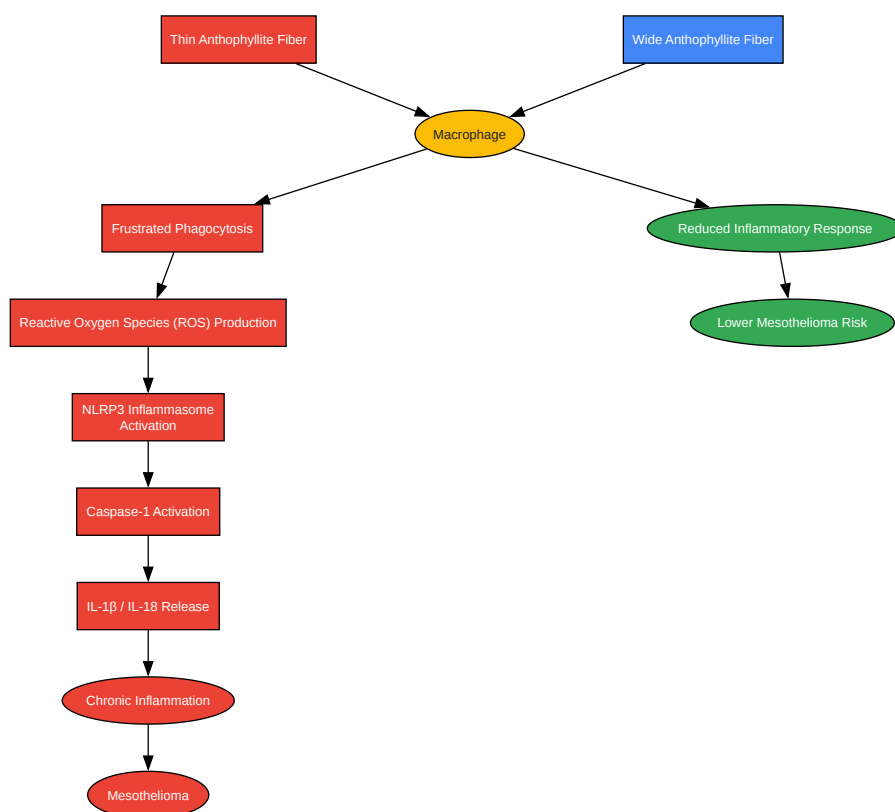 Thin Anthophyllite Fiber
Wide Anthophyllite Fiber
Macrophage
Frustrated Phagocytosis
Reduced Inflammatory Response
Reactive Oxygen Species (ROS) Production
Lower Mesothelioma Risk
NLRP3 Inflammasome
Activation
Caspase-1 Activation
IL-1β / IL-18 Release
Chronic Inflammation
Mesothelioma